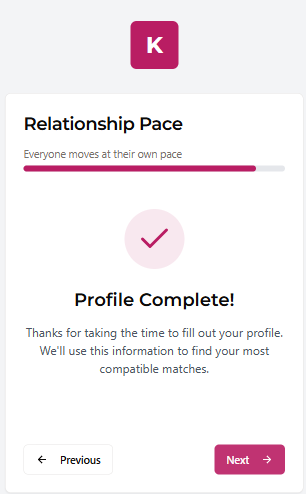 K
Relationship Pace
Everyone moves at their own pace
Profile Complete!
Thanks for taking the time to fill out your profile.
We'll use this information to find your most
compatible matches.
Previous
Next